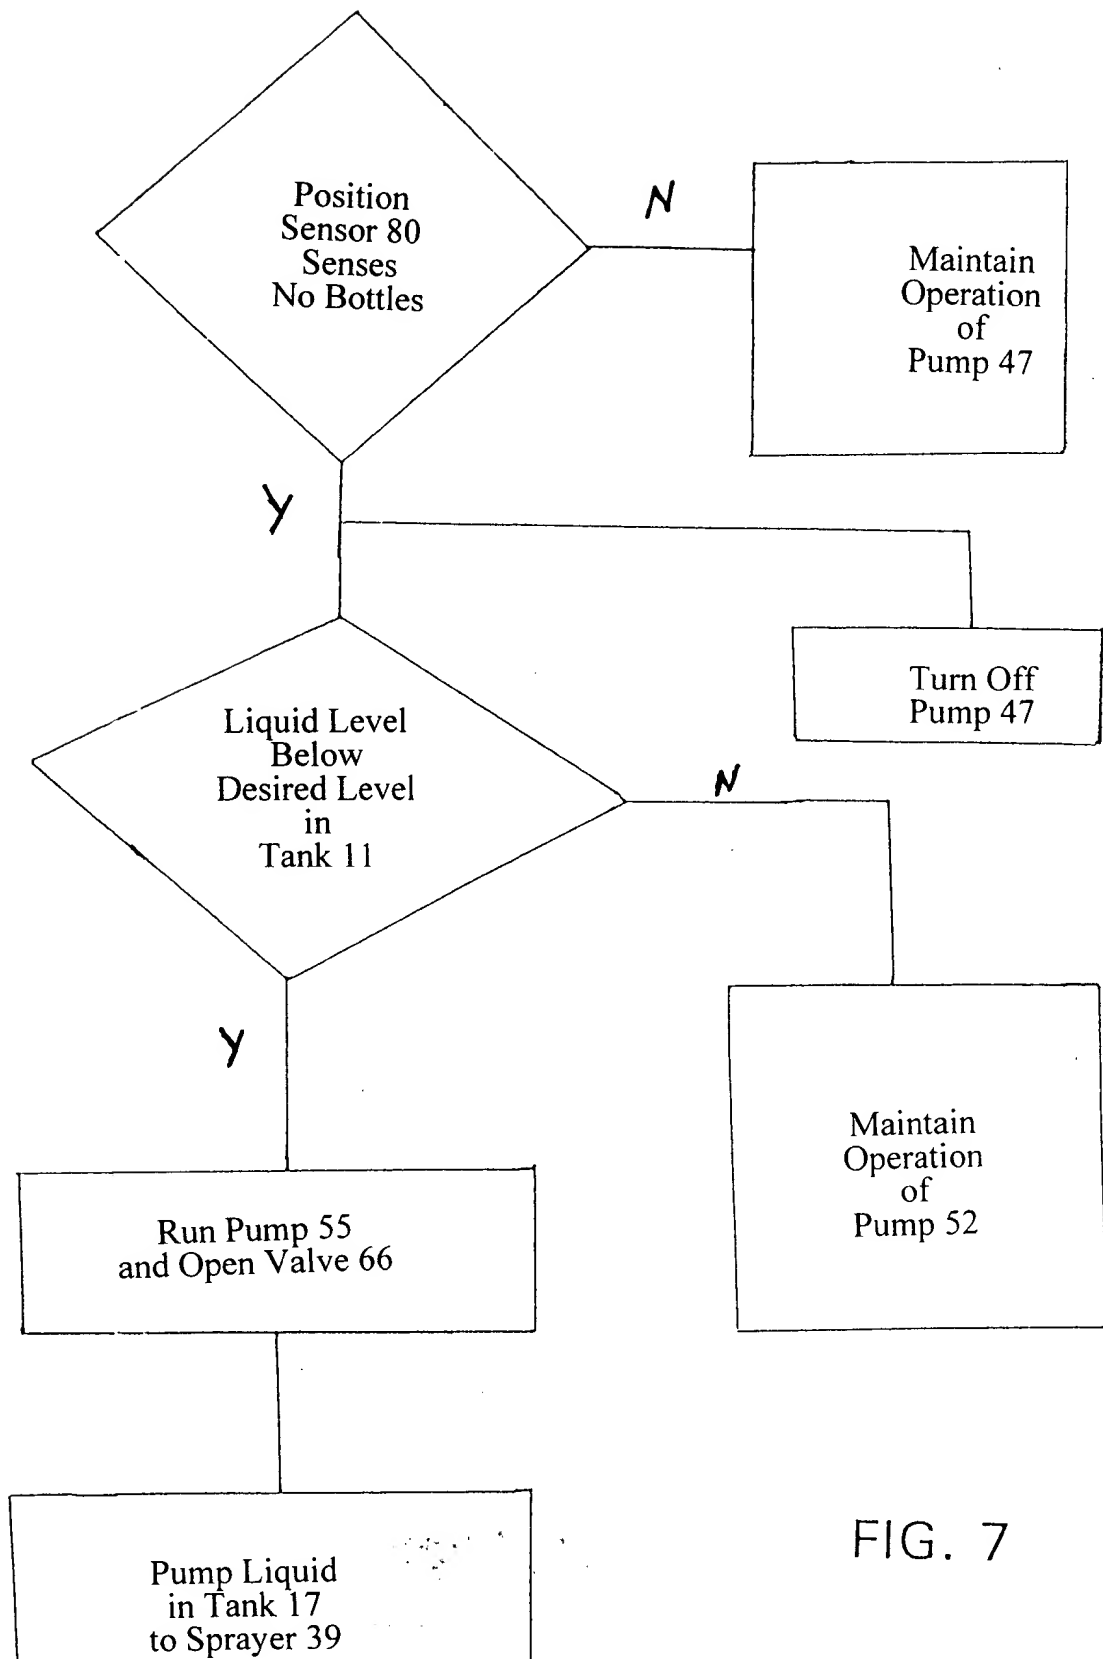 Position
Sensor 80
Senses
No Bottles
N
Maintain
Operation
of
Pump 47
Y
Turn Off
Pump 47
Liquid Level
Below
Desired Level
in
Tank 11
N
Y
Maintain
Operation
of
Pump 52
Run Pump 55
and Open Valve 66
Pump Liquid
in Tank 17
to Sprayer 39
FIG. 7